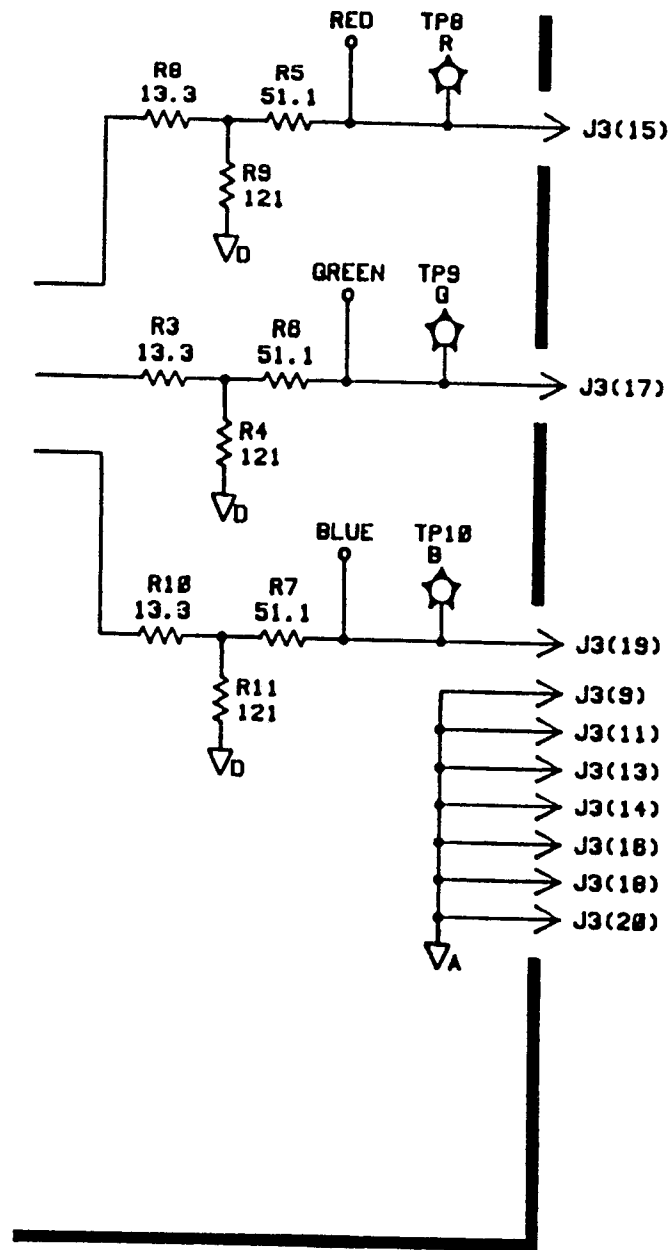 RED
TP8
R
R8
13.3
R5
51.1
J3(15)
R9
121
D
GREEN
TP9
G
R3
13.3
R6
51.1
J3(17)
R4
121
D
BLUE
TP10
B
R10
13.3
R7
51.1
J3(19)
R11
121
D
J3(9)
J3(11)
J3(13)
J3(14)
J3(16)
J3(18)
J3(20)
A